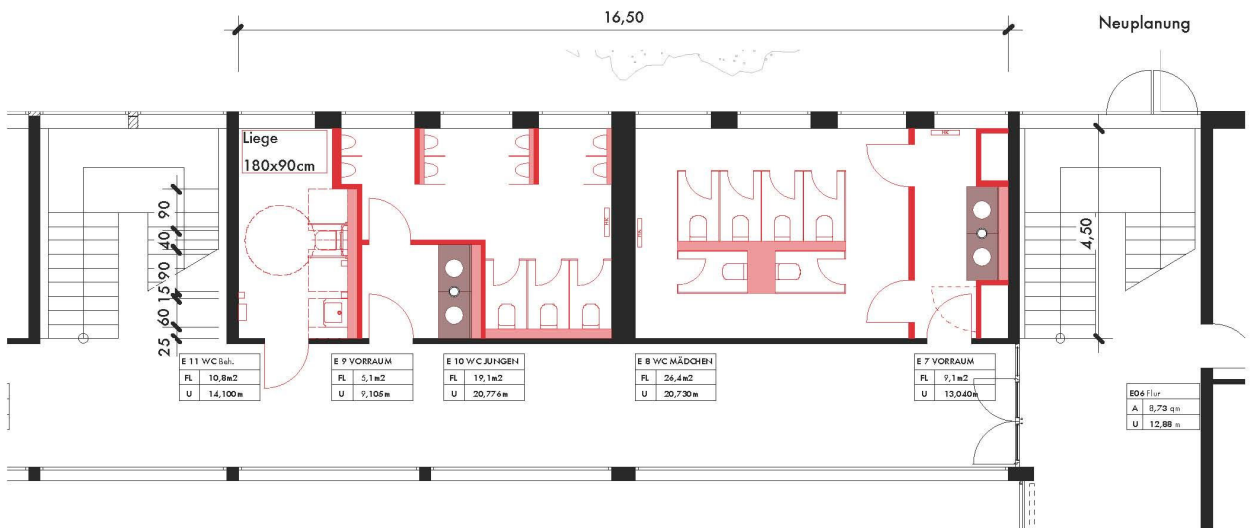 16,50
Neuplanung
Liege
180x90cm
90
40
90
15
60
25
4,50
E 11 WC Beh.
FL 10,8m2
U 14,100m
E 9 VORRAUM
FL 5,1m2
U 9,105m
E 10 WC JUNGEN
FL 19,1m2
U 20,776m
E 8 WC MÄDCHEN
FL 26,4m2
U 20,730m
E 7 VORRAUM
FL 9,1m2
U 13,040m
E06 Flur
A 8,73 qm
U 12,88 m